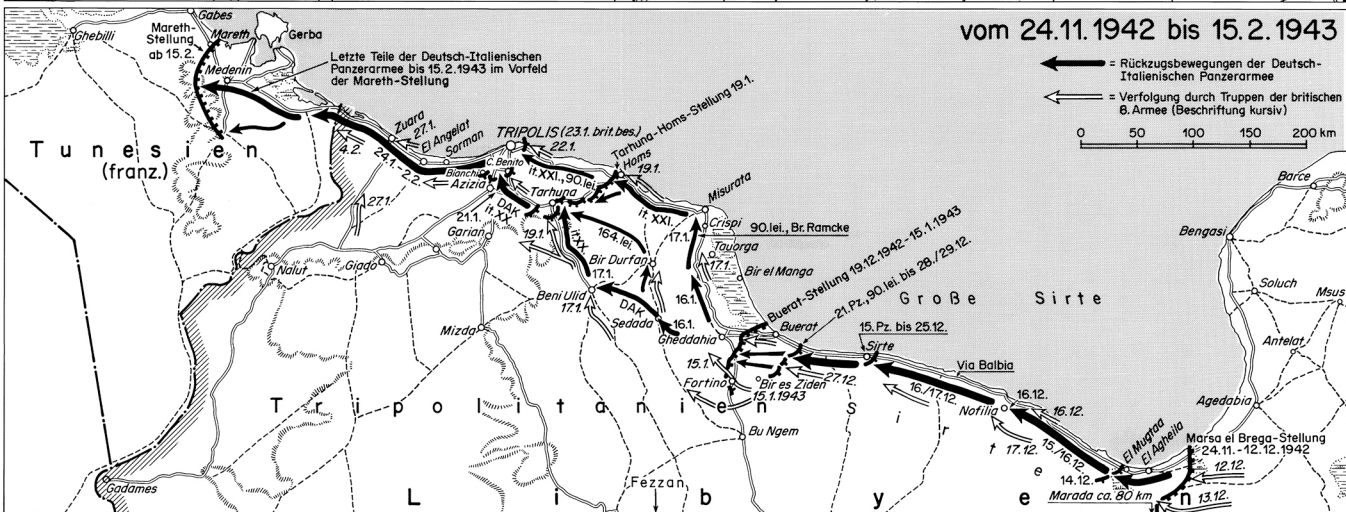 vom 24.11.1942 bis 15.2.1943
= Rückzugsbewegungen der Deutsch-
Italienischen Panzerarmee
= Verfolgung durch Truppen der britischen
8. Armee (Beschriftung kursiv)
0 50 100 150 200 km
Gabes
Ghebilli
Mareth-
Stellung
ab 15.2.
Mareth
Gerba
Medenin
Letzte Teile der Deutsch-Italienischen
Panzerarmee bis 15.2.1943 im Vorfeld
der Mareth-Stellung
Tunesien
(franz.)
4.2.
24.1.-2.2.
Zuara
27.1.
El Angelat
Sorman
TRIPOLIS (23.1. brit.bes.)
22.1.
Tarhuna-Homs-Stellung 19.1.
Homs
19.1.
C. Benito
Bianchi
Azizia
it. XXI., 90.lei.
Tarhuna
DAK
it. XX.
21.1.
19.1.
27.1.
Garian
Nalut
Giado
Mizda
it. XXI.
Misurata
Crispi
17.1.
90.lei., Br. Ramcke
Tauorga
17.1.
Bir el Manga
164. lei.
it. XX.
Bir Durfan
17.1.
Beni Ulid
17.1.
DAK
Sedada
16.1.
16.1.
Gheddahia
Buerat-Stellung 19.12.1942-15.1.1943
21.Pz., 90.lei. bis 28./29.12.
Buerat
15.1.
Fortino
Bir es Ziden
15.1.1943
27.12.
15.Pz. bis 25.12.
Sirte
Große Sirte
Via Balbia
16./17.12.
Nofilia
16.12.
16.12.
17.12.
15./16.12.
14.12.
El Mugtaa
El Agheila
Marsa el Brega-Stellung
24.11.-12.12.1942
12.12.
13.12.
Marada ca. 80 km
Barce
Bengasi
Soluch
Msus
Antelat
Agedabia
Tripolitanien
Sirte
Bu Ngem
Fezzan
Gadames
Libyen